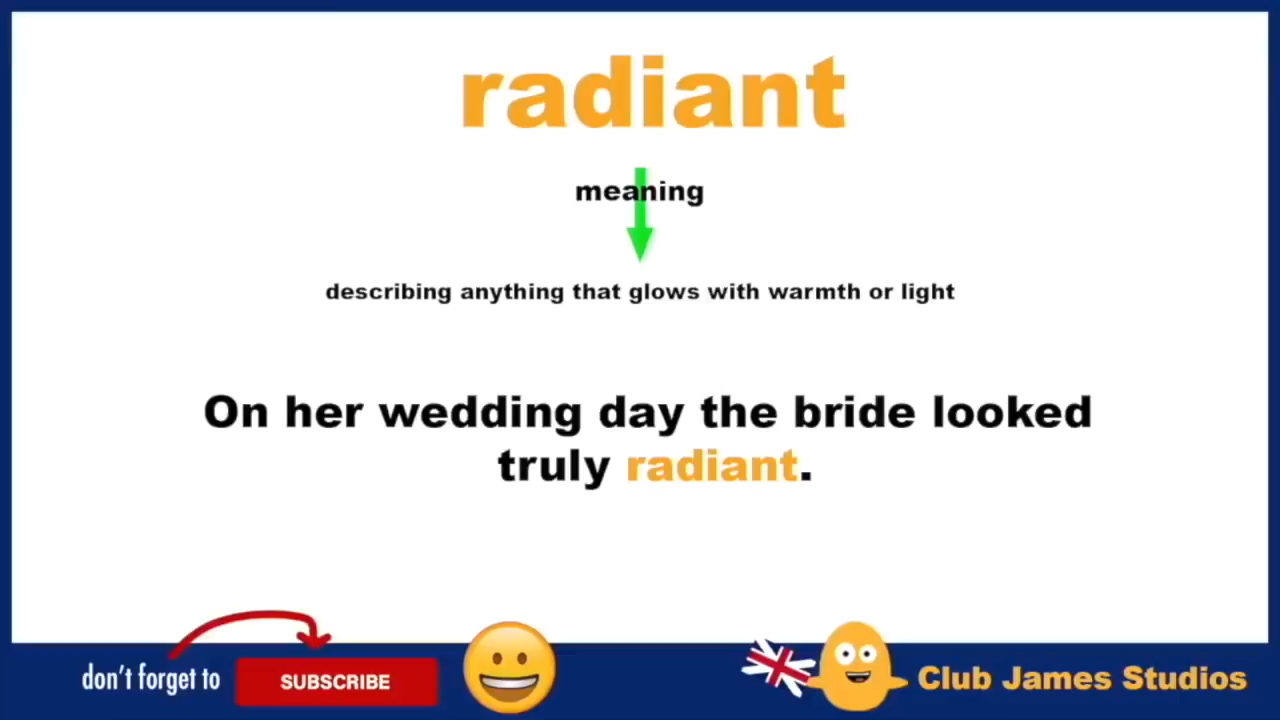 radiant
meaning
describing anything that glows with warmth or light
On her wedding day the bride looked
truly radiant.
don't forget to
SUBSCRIBE
Club James Studios